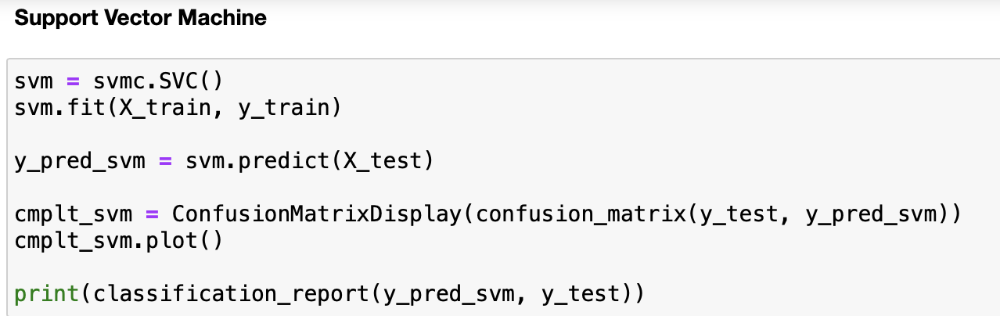 Support Vector Machine
svm = svmc.SVC()
svm.fit(X_train, y_train)
y_pred_svm = svm.predict(X_test)
cmplt_svm = ConfusionMatrixDisplay(confusion_matrix(y_test, y_pred_svm))
cmplt_svm.plot()
print(classification_report(y_pred_svm, y_test))